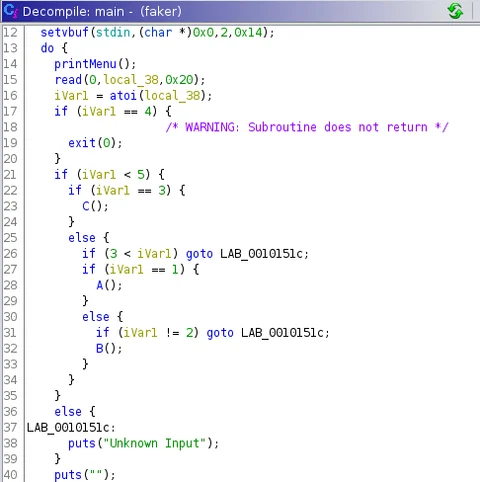 Decompile: main - (faker)
12 setvbuf(stdin,(char *)0x0,2,0x14);
13 do {
14 printMenu();
15 read(0,local_38,0x20);
16 iVar1 = atoi(local_38);
17 if (iVar1 == 4) {
18 /* WARNING: Subroutine does not return */
19 exit(0);
20 }
21 if (iVar1 < 5) {
22 if (iVar1 == 3) {
23 C();
24 }
25 else {
26 if (3 < iVar1) goto LAB_0010151c;
27 if (iVar1 == 1) {
28 A();
29 }
30 else {
31 if (iVar1 != 2) goto LAB_0010151c;
32 B();
33 }
34 }
35 }
36 else {
37 LAB_0010151c:
38 puts("Unknown Input");
39 }
40 puts("");